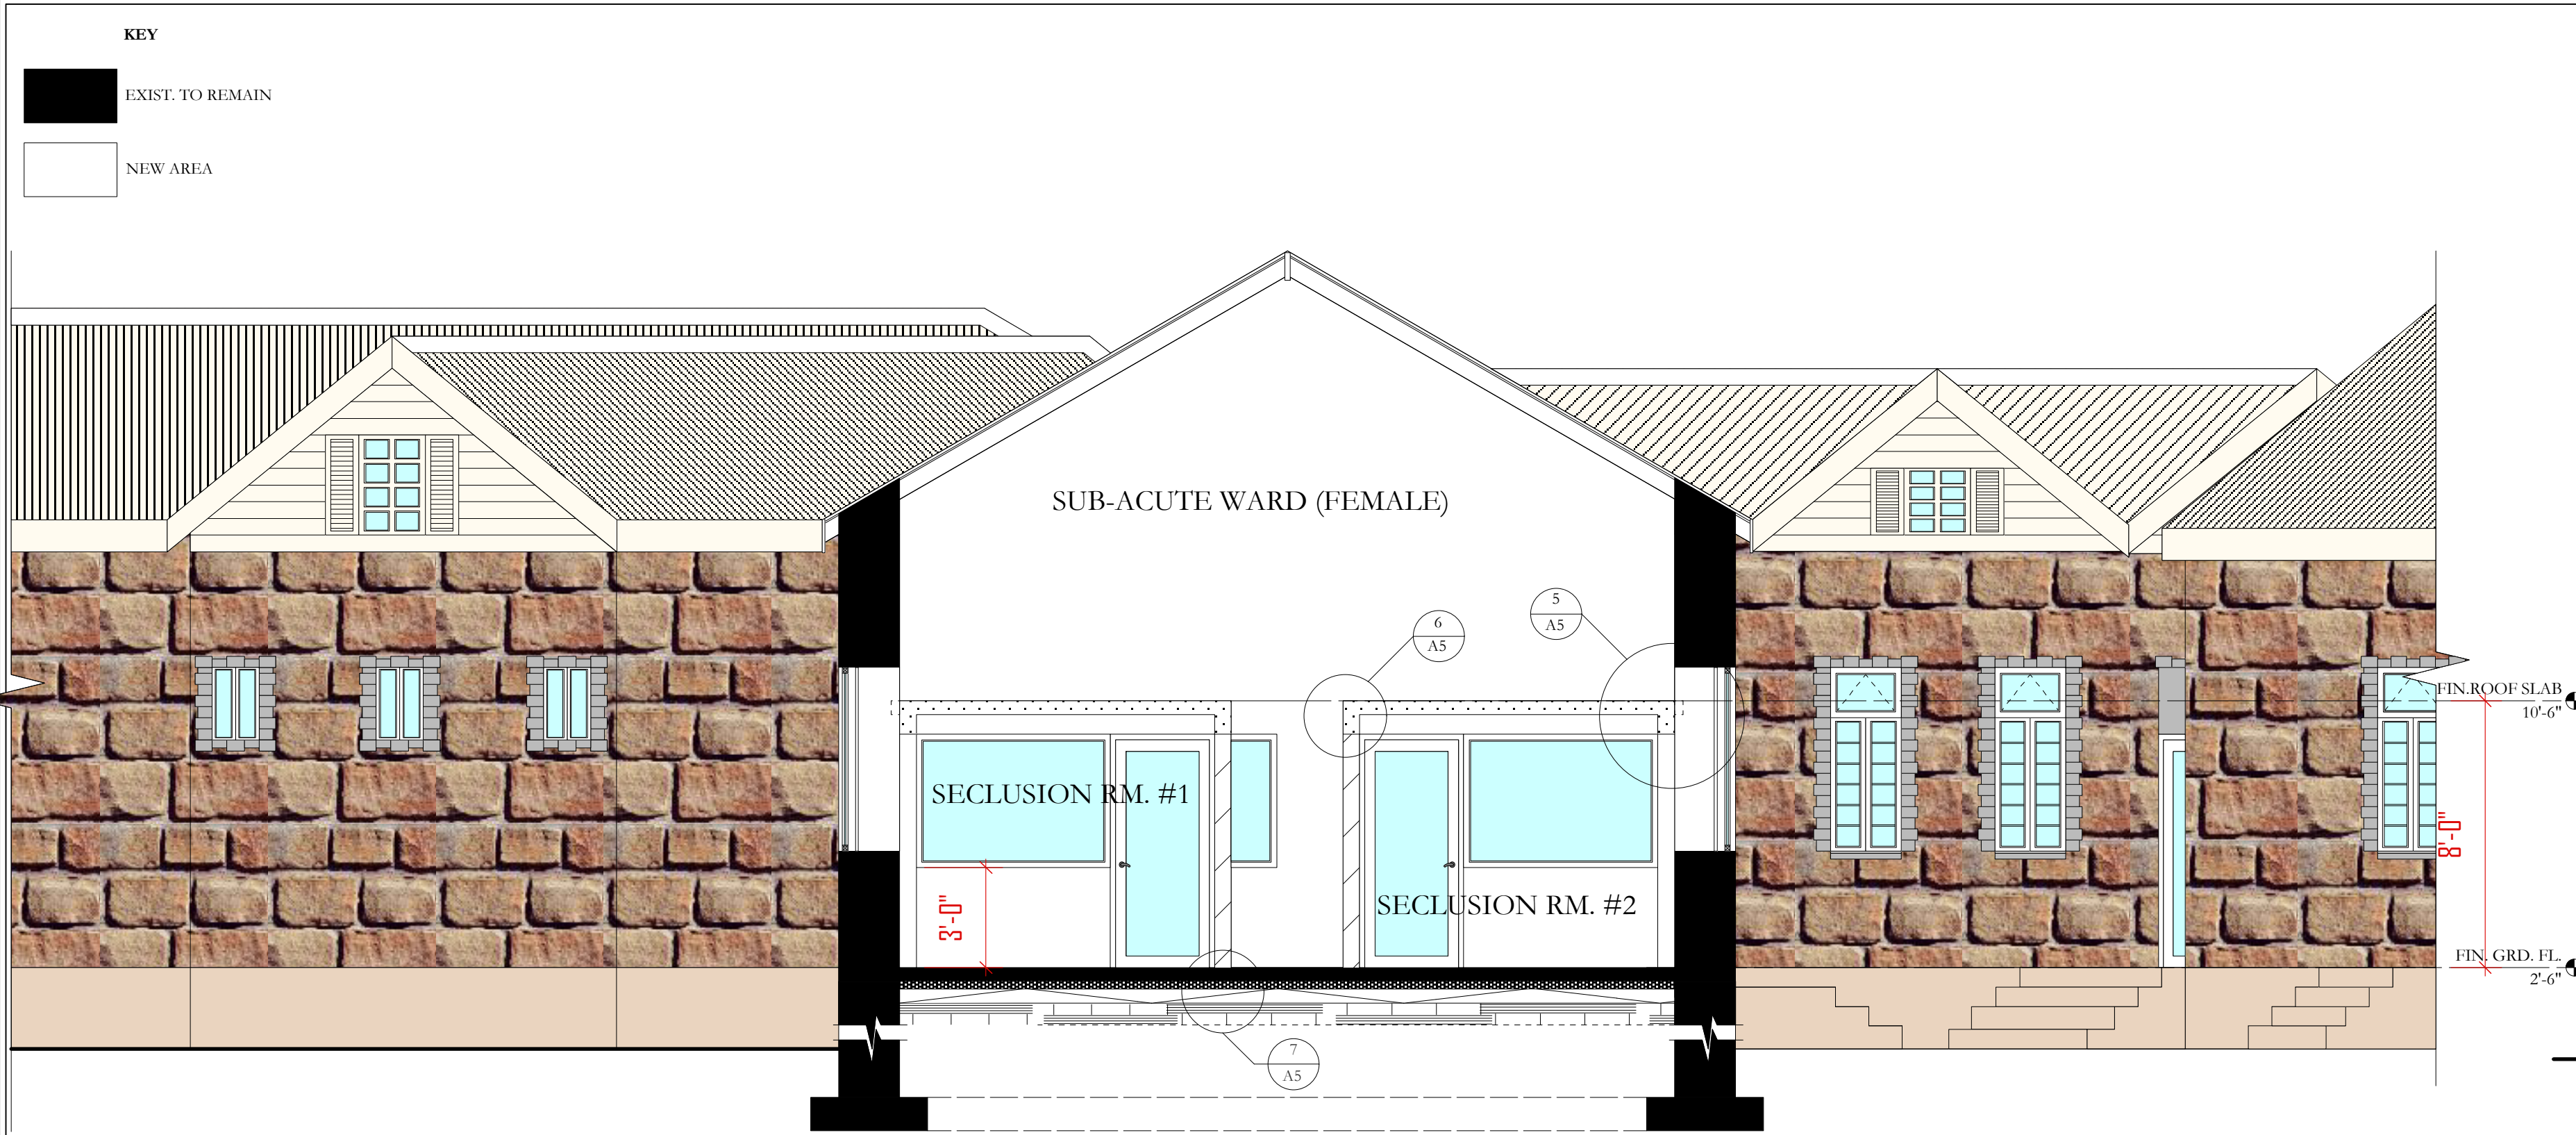 KEY
EXIST. TO REMAIN
NEW AREA
SUB-ACUTE WARD (FEMALE)
5
A5
6
A5
FIN.ROOF SLAB
10'-6"
SECLUSION RM. #1
8'-0"
3'-0"
SECLUSION RM. #2
FIN. GRD. FL.
2'-6"
7
A5